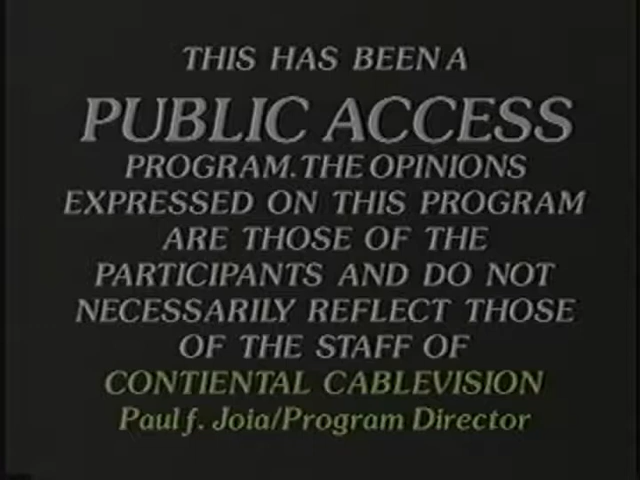 THIS HAS BEEN A
PUBLIC ACCESS
PROGRAM. THE OPINIONS
EXPRESSED ON THIS PROGRAM
ARE THOSE OF THE
PARTICIPANTS AND DO NOT
NECESSARILY REFLECT THOSE
OF THE STAFF OF
CONTIENTAL CABLEVISION
Paul f. Joia/Program Director